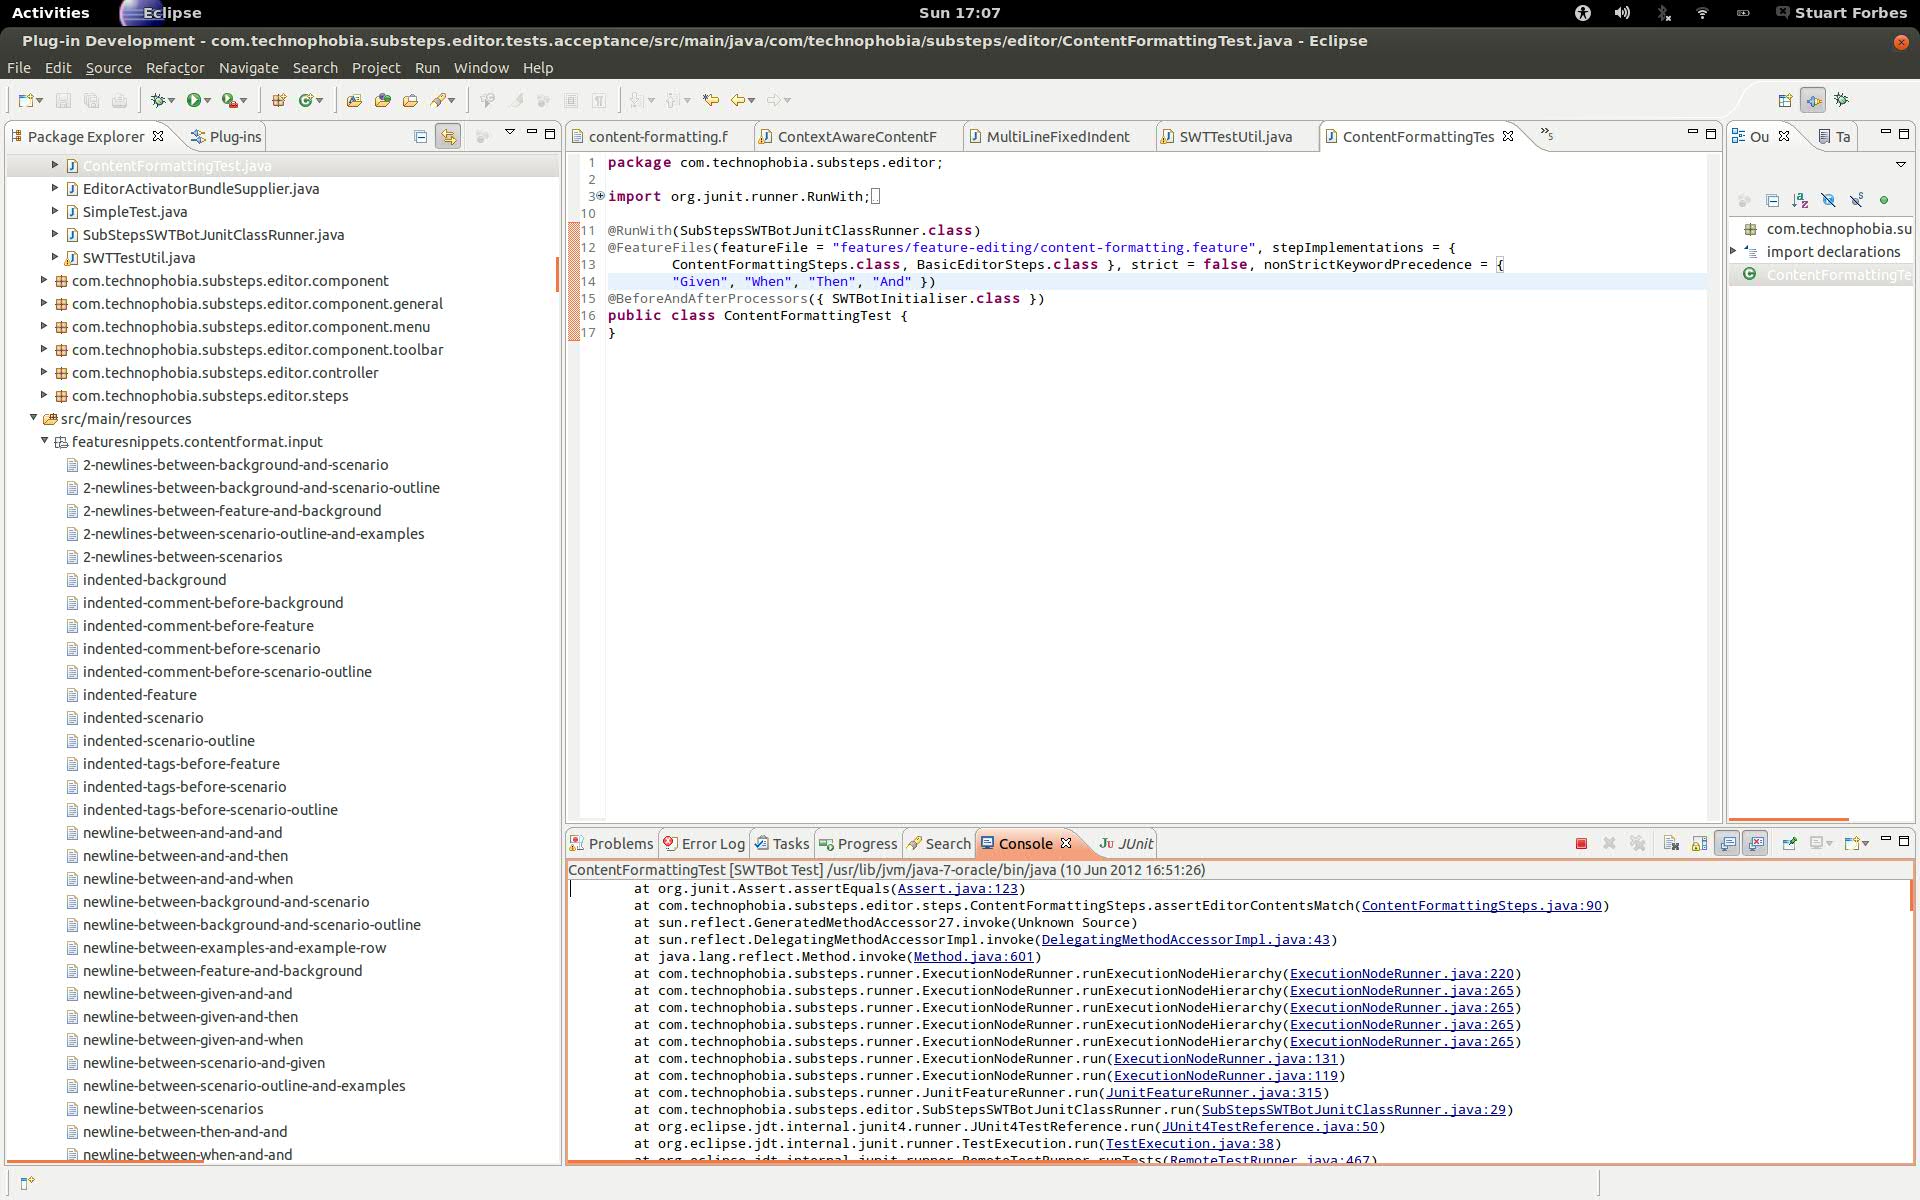 Activities Eclipse Sun 17:07 Stuart Forbes
Plug-in Development - com.technophobia.substeps.editor.tests.acceptance/src/main/java/com/technophobia/substeps/editor/ContentFormattingTest.java - Eclipse
File Edit Source Refactor Navigate Search Project Run Window Help
Package Explorer Plug-ins
ContentFormattingTest.java
EditorActivatorBundleSupplier.java
SimpleTest.java
SubStepsSWTBotJunitClassRunner.java
SWTTestUtil.java
com.technophobia.substeps.editor.component
com.technophobia.substeps.editor.component.general
com.technophobia.substeps.editor.component.menu
com.technophobia.substeps.editor.component.toolbar
com.technophobia.substeps.editor.controller
com.technophobia.substeps.editor.steps
src/main/resources
featuresnippets.contentformat.input
2-newlines-between-background-and-scenario
2-newlines-between-background-and-scenario-outline
2-newlines-between-feature-and-background
2-newlines-between-scenario-outline-and-examples
2-newlines-between-scenarios
indented-background
indented-comment-before-background
indented-comment-before-feature
indented-comment-before-scenario
indented-comment-before-scenario-outline
indented-feature
indented-scenario
indented-scenario-outline
indented-tags-before-feature
indented-tags-before-scenario
indented-tags-before-scenario-outline
newline-between-and-and-and
newline-between-and-and-then
newline-between-and-and-when
newline-between-background-and-scenario
newline-between-background-and-scenario-outline
newline-between-examples-and-example-row
newline-between-feature-and-background
newline-between-given-and-and
newline-between-given-and-then
newline-between-given-and-when
newline-between-scenario-and-given
newline-between-scenario-outline-and-examples
newline-between-scenarios
newline-between-then-and-and
newline-between-when-and-and
content-formatting.f ContextAwareContentF MultiLineFixedIndent SWTTestUtil.java ContentFormattingTes »5
1 package com.technophobia.substeps.editor;
2
3 import org.junit.runner.RunWith;
10
11 @RunWith(SubStepsSWTBotJunitClassRunner.class)
12 @FeatureFiles(featureFile = "features/feature-editing/content-formatting.feature", stepImplementations = {
13 ContentFormattingSteps.class, BasicEditorSteps.class }, strict = false, nonStrictKeywordPrecedence = {
14 "Given", "When", "Then", "And" })
15 @BeforeAndAfterProcessors({ SWTBotInitialiser.class })
16 public class ContentFormattingTest {
17 }
Ou Ta
com.technophobia.su
import declarations
ContentFormattingTe
Problems Error Log Tasks Progress Search Console JUnit
ContentFormattingTest [SWTBot Test] /usr/lib/jvm/java-7-oracle/bin/java (10 Jun 2012 16:51:26)
at org.junit.Assert.assertEquals(Assert.java:123)
at com.technophobia.substeps.editor.steps.ContentFormattingSteps.assertEditorContentsMatch(ContentFormattingSteps.java:90)
at sun.reflect.GeneratedMethodAccessor27.invoke(Unknown Source)
at sun.reflect.DelegatingMethodAccessorImpl.invoke(DelegatingMethodAccessorImpl.java:43)
at java.lang.reflect.Method.invoke(Method.java:601)
at com.technophobia.substeps.runner.ExecutionNodeRunner.runExecutionNodeHierarchy(ExecutionNodeRunner.java:220)
at com.technophobia.substeps.runner.ExecutionNodeRunner.runExecutionNodeHierarchy(ExecutionNodeRunner.java:265)
at com.technophobia.substeps.runner.ExecutionNodeRunner.runExecutionNodeHierarchy(ExecutionNodeRunner.java:265)
at com.technophobia.substeps.runner.ExecutionNodeRunner.runExecutionNodeHierarchy(ExecutionNodeRunner.java:265)
at com.technophobia.substeps.runner.ExecutionNodeRunner.runExecutionNodeHierarchy(ExecutionNodeRunner.java:265)
at com.technophobia.substeps.runner.ExecutionNodeRunner.run(ExecutionNodeRunner.java:131)
at com.technophobia.substeps.runner.ExecutionNodeRunner.run(ExecutionNodeRunner.java:119)
at com.technophobia.substeps.runner.JunitFeatureRunner.run(JunitFeatureRunner.java:315)
at com.technophobia.substeps.editor.SubStepsSWTBotJunitClassRunner.run(SubStepsSWTBotJunitClassRunner.java:29)
at org.eclipse.jdt.internal.junit4.runner.JUnit4TestReference.run(JUnit4TestReference.java:50)
at org.eclipse.jdt.internal.junit.runner.TestExecution.run(TestExecution.java:38)
at org.eclipse.jdt.internal.junit.runner.RemoteTestRunner.runTests(RemoteTestRunner.java:467)